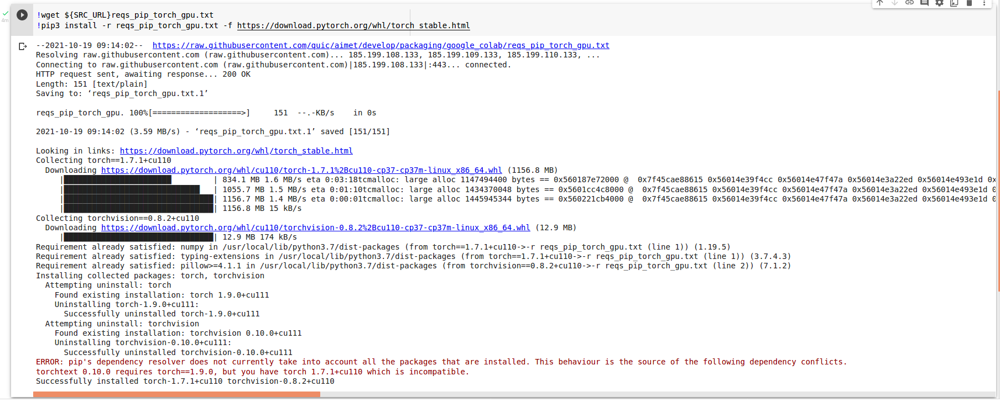 4m
!wget ${SRC_URL}reqs_pip_torch_gpu.txt
!pip3 install -r reqs_pip_torch_gpu.txt -f https://download.pytorch.org/whl/torch_stable.html
--2021-10-19 09:14:02--  https://raw.githubusercontent.com/quic/aimet/develop/packaging/google_colab/reqs_pip_torch_gpu.txt
Resolving raw.githubusercontent.com (raw.githubusercontent.com)... 185.199.108.133, 185.199.109.133, 185.199.110.133, ...
Connecting to raw.githubusercontent.com (raw.githubusercontent.com)|185.199.108.133|:443... connected.
HTTP request sent, awaiting response... 200 OK
Length: 151 [text/plain]
Saving to: ‘reqs_pip_torch_gpu.txt.1’
reqs_pip_torch_gpu. 100%[===================>]     151  --.-KB/s    in 0s
2021-10-19 09:14:02 (3.59 MB/s) - ‘reqs_pip_torch_gpu.txt.1’ saved [151/151]
Looking in links: https://download.pytorch.org/whl/torch_stable.html
Collecting torch==1.7.1+cu110
Downloading https://download.pytorch.org/whl/cu110/torch-1.7.1%2Bcu110-cp37-cp37m-linux_x86_64.whl (1156.8 MB)
| | 834.1 MB 1.6 MB/s eta 0:03:18tcmalloc: large alloc 1147494400 bytes == 0x560187e72000 @  0x7f45cae88615 0x56014e39f4cc 0x56014e47f47a 0x56014e3a22ed 0x56014e493e1d 0x
| | 1055.7 MB 1.5 MB/s eta 0:01:10tcmalloc: large alloc 1434370048 bytes == 0x5601cc4c8000 @  0x7f45cae88615 0x56014e39f4cc 0x56014e47f47a 0x56014e3a22ed 0x56014e493e1d 0
| | 1156.7 MB 1.4 MB/s eta 0:00:01tcmalloc: large alloc 1445945344 bytes == 0x560221cb4000 @  0x7f45cae88615 0x56014e39f4cc 0x56014e47f47a 0x56014e3a22ed 0x56014e493e1d 0
| | 1156.8 MB 15 kB/s
Collecting torchvision==0.8.2+cu110
Downloading https://download.pytorch.org/whl/cu110/torchvision-0.8.2%2Bcu110-cp37-cp37m-linux_x86_64.whl (12.9 MB)
| | 12.9 MB 174 kB/s
Requirement already satisfied: numpy in /usr/local/lib/python3.7/dist-packages (from torch==1.7.1+cu110->-r reqs_pip_torch_gpu.txt (line 1)) (1.19.5)
Requirement already satisfied: typing-extensions in /usr/local/lib/python3.7/dist-packages (from torch==1.7.1+cu110->-r reqs_pip_torch_gpu.txt (line 1)) (3.7.4.3)
Requirement already satisfied: pillow>=4.1.1 in /usr/local/lib/python3.7/dist-packages (from torchvision==0.8.2+cu110->-r reqs_pip_torch_gpu.txt (line 2)) (7.1.2)
Installing collected packages: torch, torchvision
Attempting uninstall: torch
Found existing installation: torch 1.9.0+cu111
Uninstalling torch-1.9.0+cu111:
Successfully uninstalled torch-1.9.0+cu111
Attempting uninstall: torchvision
Found existing installation: torchvision 0.10.0+cu111
Uninstalling torchvision-0.10.0+cu111:
Successfully uninstalled torchvision-0.10.0+cu111
ERROR: pip's dependency resolver does not currently take into account all the packages that are installed. This behaviour is the source of the following dependency conflicts.
torchtext 0.10.0 requires torch==1.9.0, but you have torch 1.7.1+cu110 which is incompatible.
Successfully installed torch-1.7.1+cu110 torchvision-0.8.2+cu110